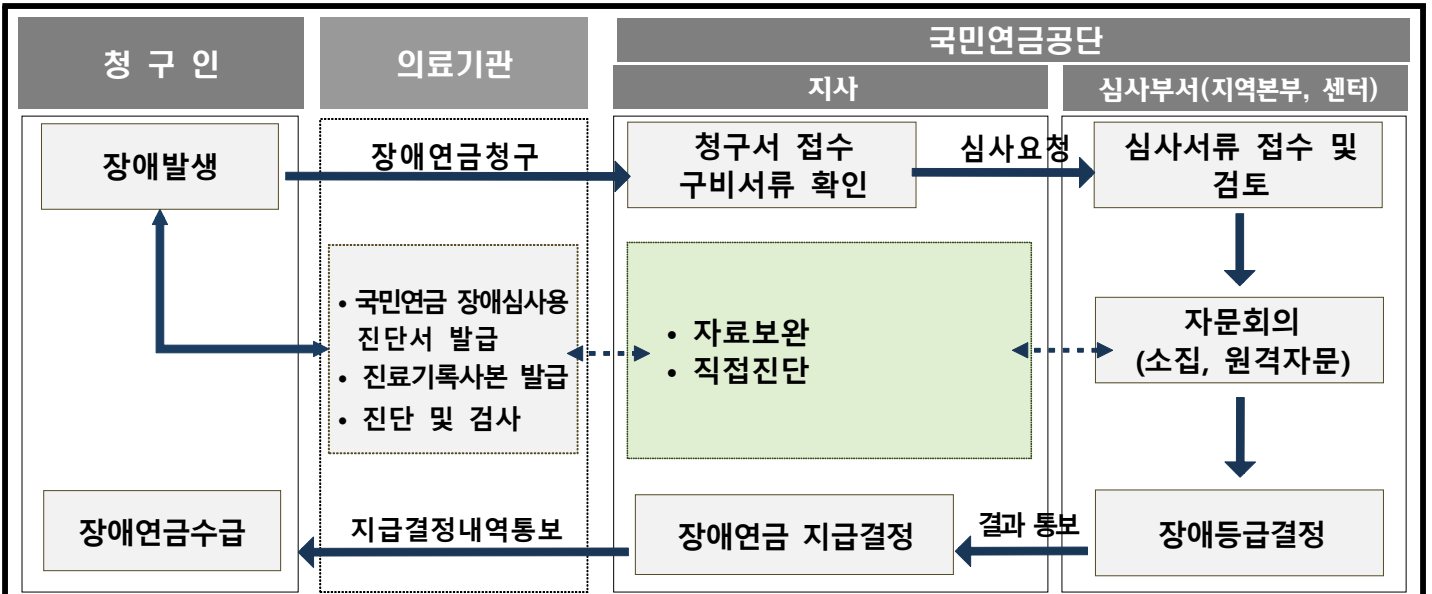 청 구 인
의료기관
국민연금공단
지사
심사부서(지역본부, 센터)
장애발생
장애연금청구
청구서 접수
구비서류 확인
심사요청
심사서류 접수 및
검토
• 국민연금 장애심사용
진단서 발급
• 진료기록사본 발급
• 진단 및 검사
• 자료보완
• 직접진단
자문회의
(소집, 원격자문)
장애연금수급
지급결정내역통보
장애연금 지급결정
결과 통보
장애등급결정